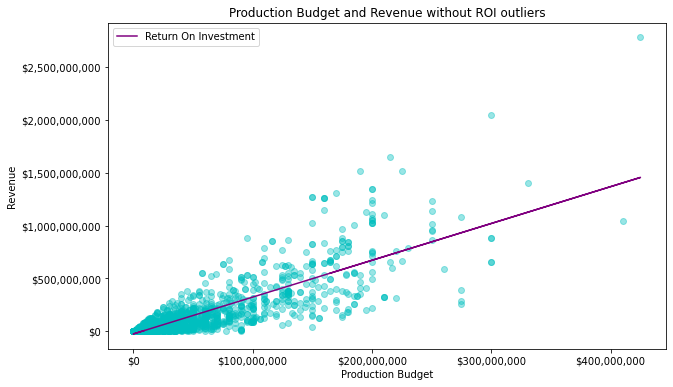 Production Budget and Revenue without ROI outliers
Return On Investment
$2,500,000,000
$2,000,000,000
$1,500,000,000
$1,000,000,000
$500,000,000
$0
Revenue
$0 $100,000,000 $200,000,000 $300,000,000 $400,000,000
Production Budget